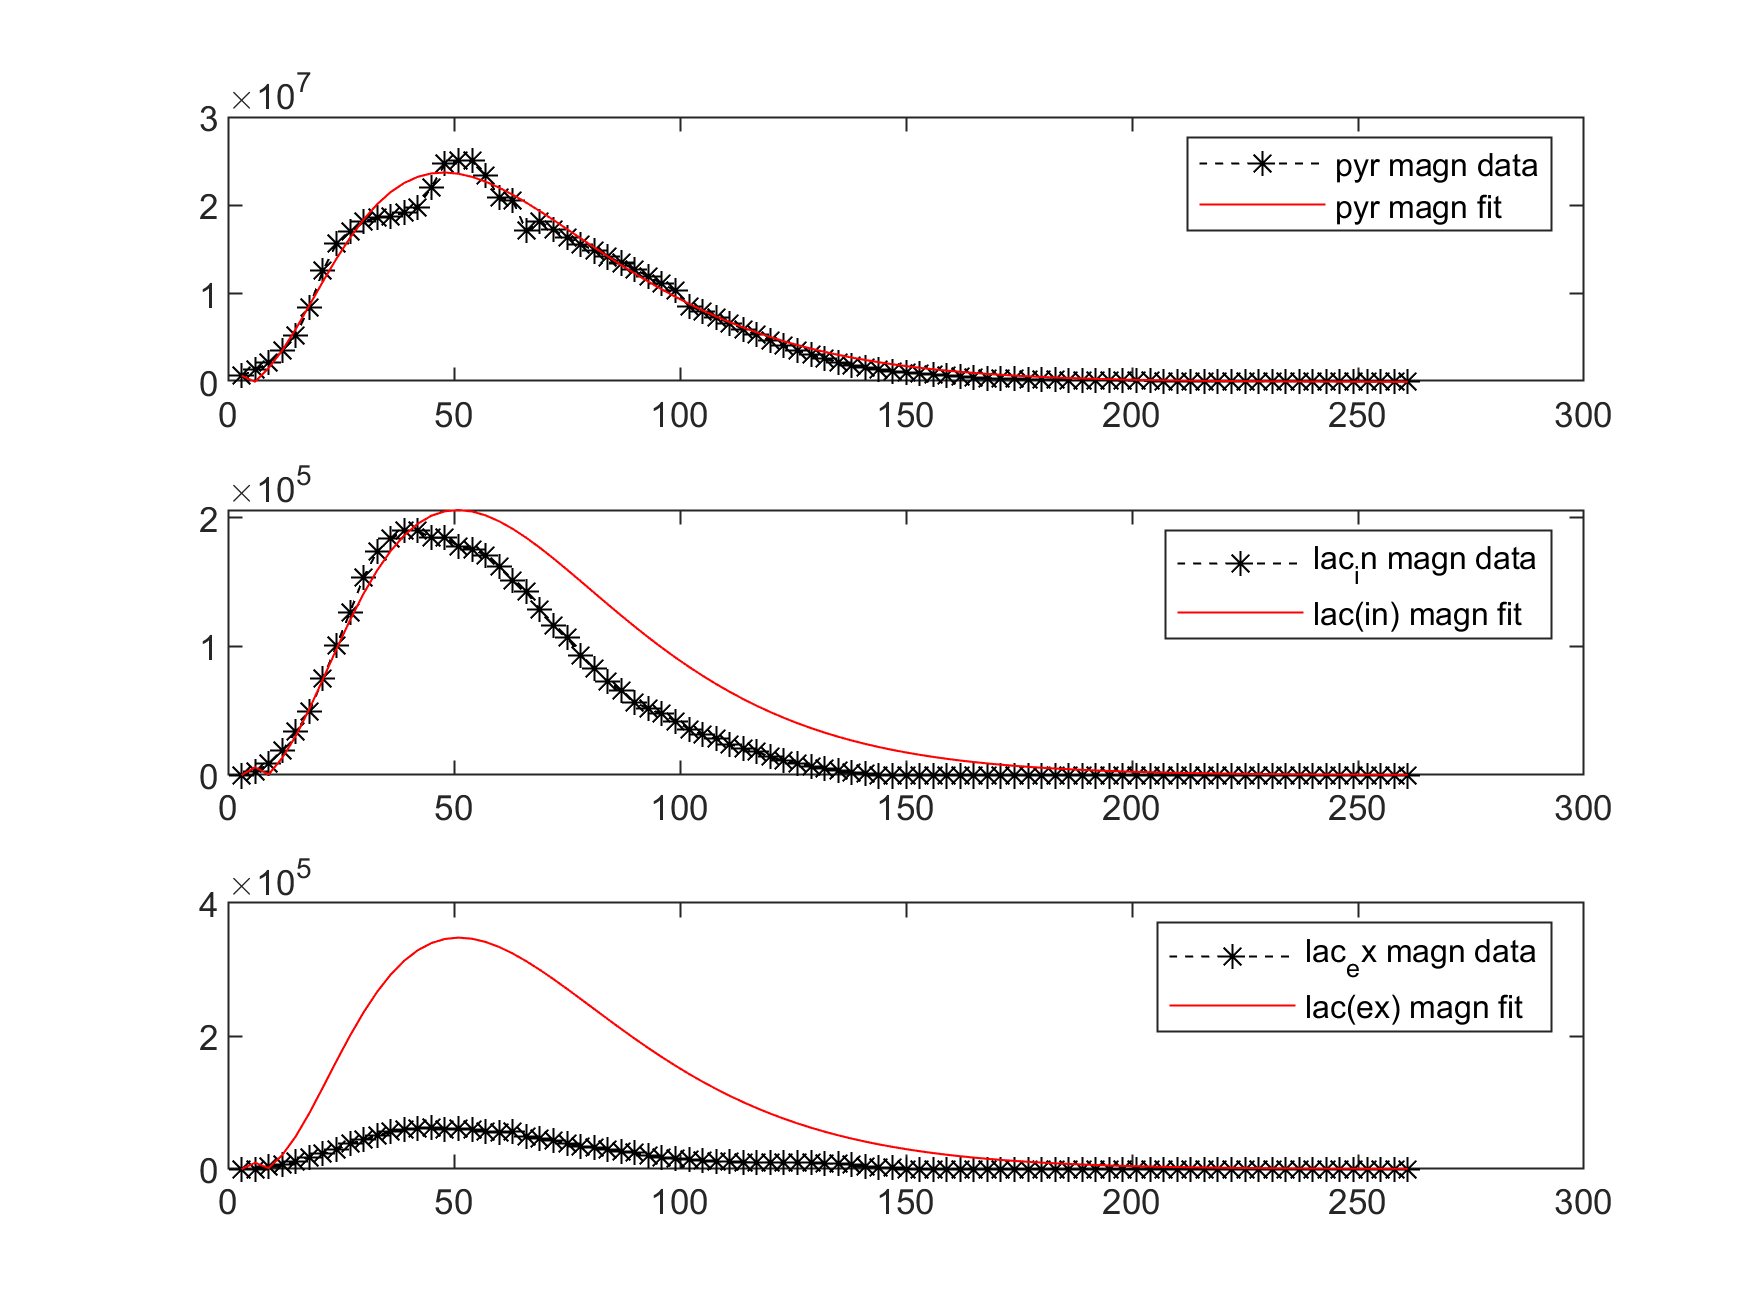 ×10^7
3
2
1
0
0 50 100 150 200 250 300
pyr magn data
pyr magn fit
×10^5
2
1
0
0 50 100 150 200 250 300
lac_in magn data
lac(in) magn fit
×10^5
4
2
0
0 50 100 150 200 250 300
lac_ex magn data
lac(ex) magn fit